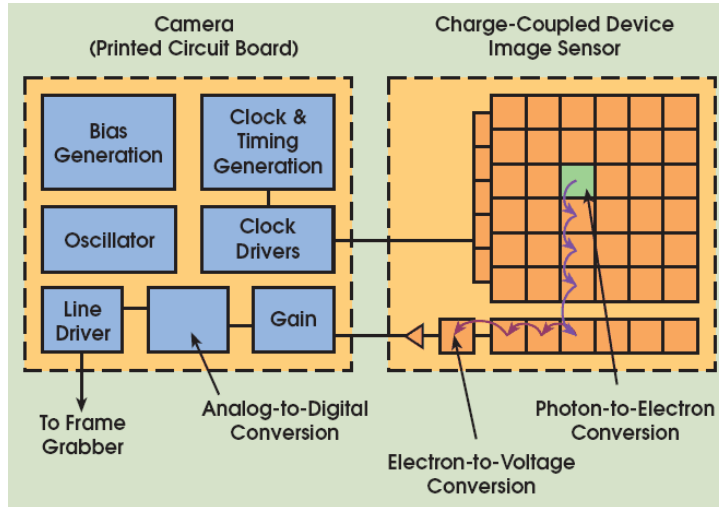 Camera
(Printed Circuit Board)
Charge-Coupled Device
Image Sensor
Bias
Generation
Clock &
Timing
Generation
Oscillator
Clock
Drivers
Line
Driver
Gain
To Frame
Grabber
Analog-to-Digital
Conversion
Electron-to-Voltage
Conversion
Photon-to-Electron
Conversion